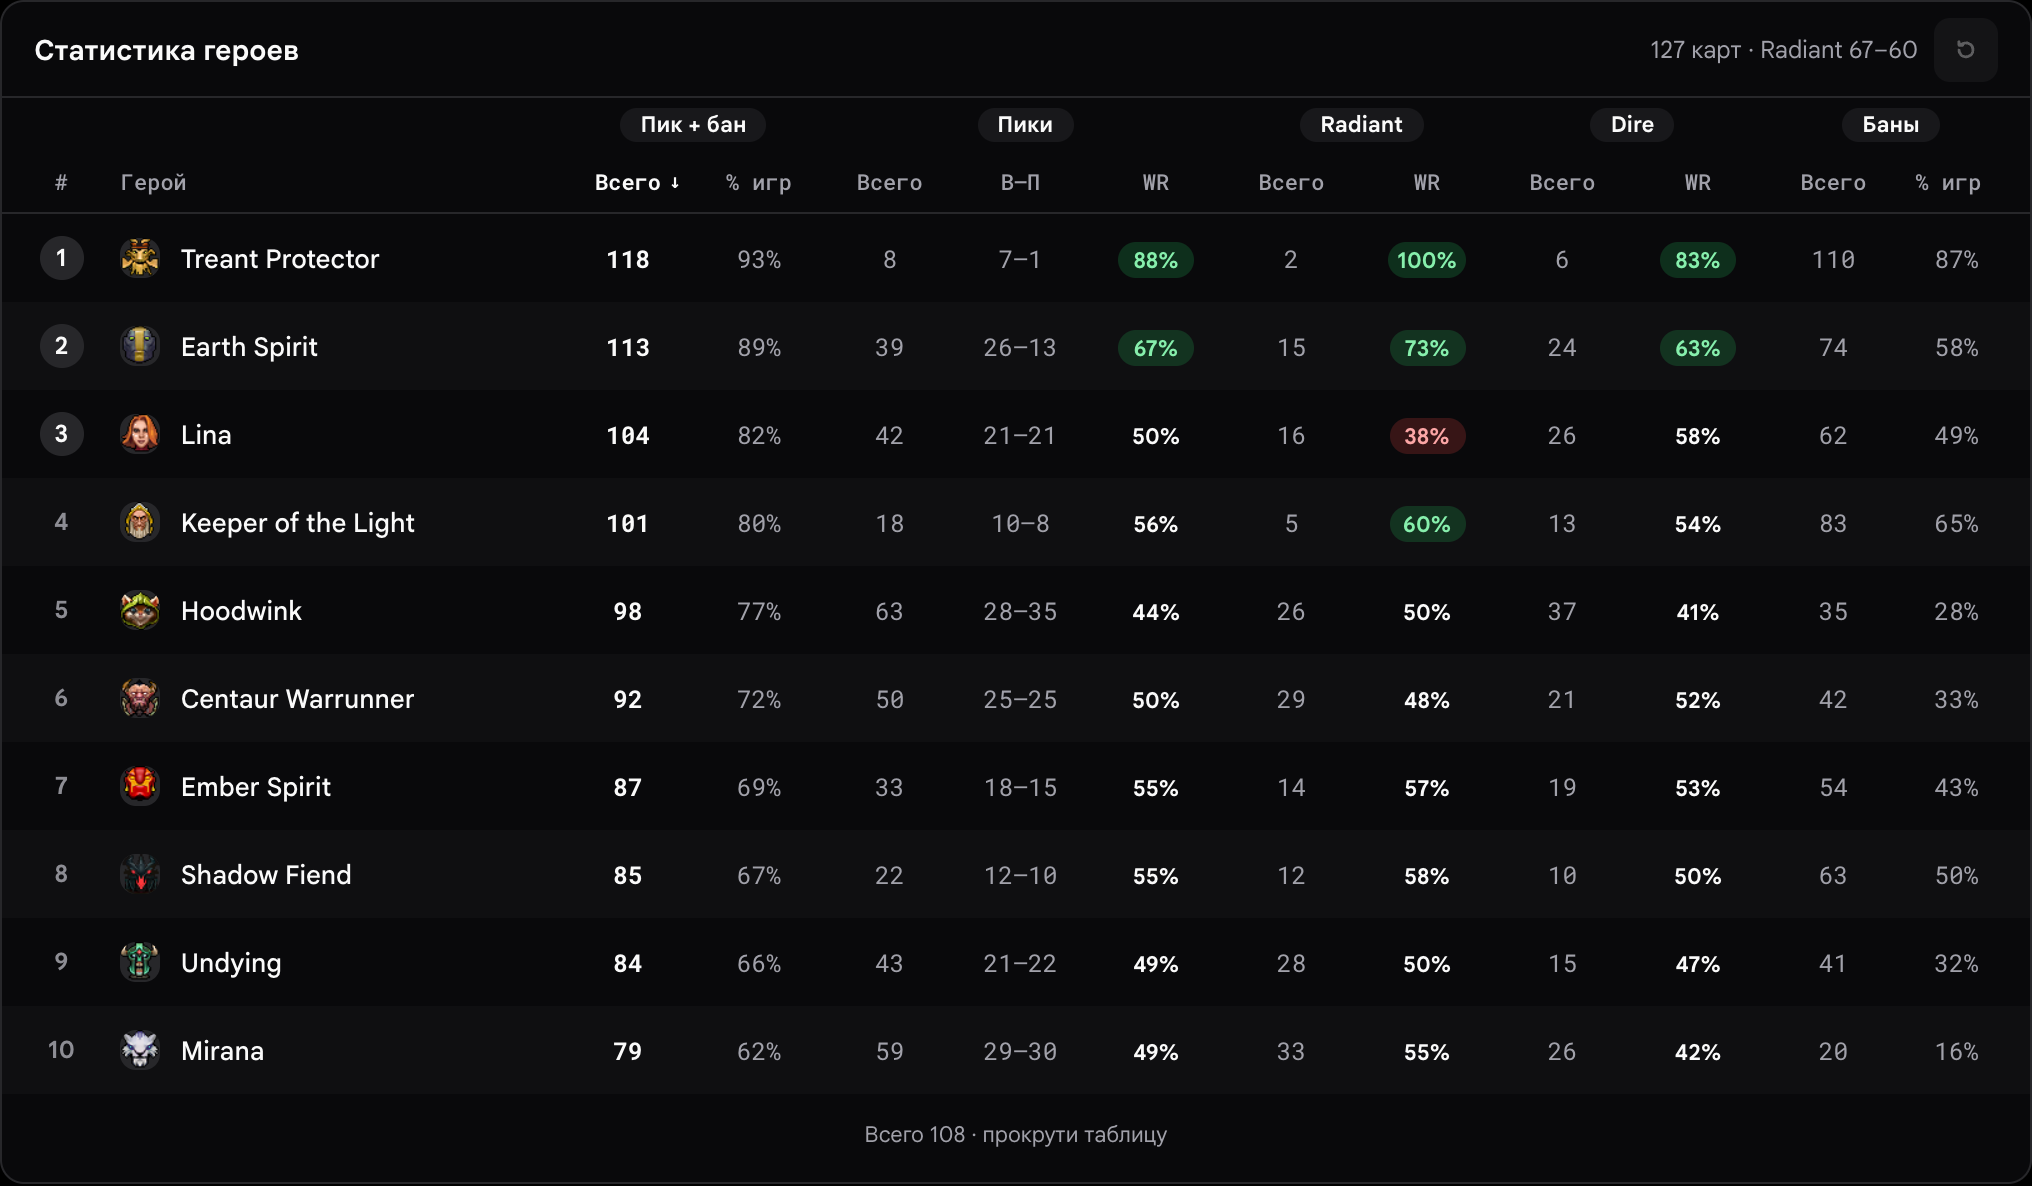 Статистика героев 127 карт · Radiant 67–60
Пик + бан Пики Radiant Dire Баны
# Герой Всего ↓ % игр Всего В–П WR Всего WR Всего WR Всего % игр
1 Treant Protector 118 93% 8 7–1 88% 2 100% 6 83% 110 87%
2 Earth Spirit 113 89% 39 26–13 67% 15 73% 24 63% 74 58%
3 Lina 104 82% 42 21–21 50% 16 38% 26 58% 62 49%
4 Keeper of the Light 101 80% 18 10–8 56% 5 60% 13 54% 83 65%
5 Hoodwink 98 77% 63 28–35 44% 26 50% 37 41% 35 28%
6 Centaur Warrunner 92 72% 50 25–25 50% 29 48% 21 52% 42 33%
7 Ember Spirit 87 69% 33 18–15 55% 14 57% 19 53% 54 43%
8 Shadow Fiend 85 67% 22 12–10 55% 12 58% 10 50% 63 50%
9 Undying 84 66% 43 21–22 49% 28 50% 15 47% 41 32%
10 Mirana 79 62% 59 29–30 49% 33 55% 26 42% 20 16%
Всего 108 · прокрути таблицу